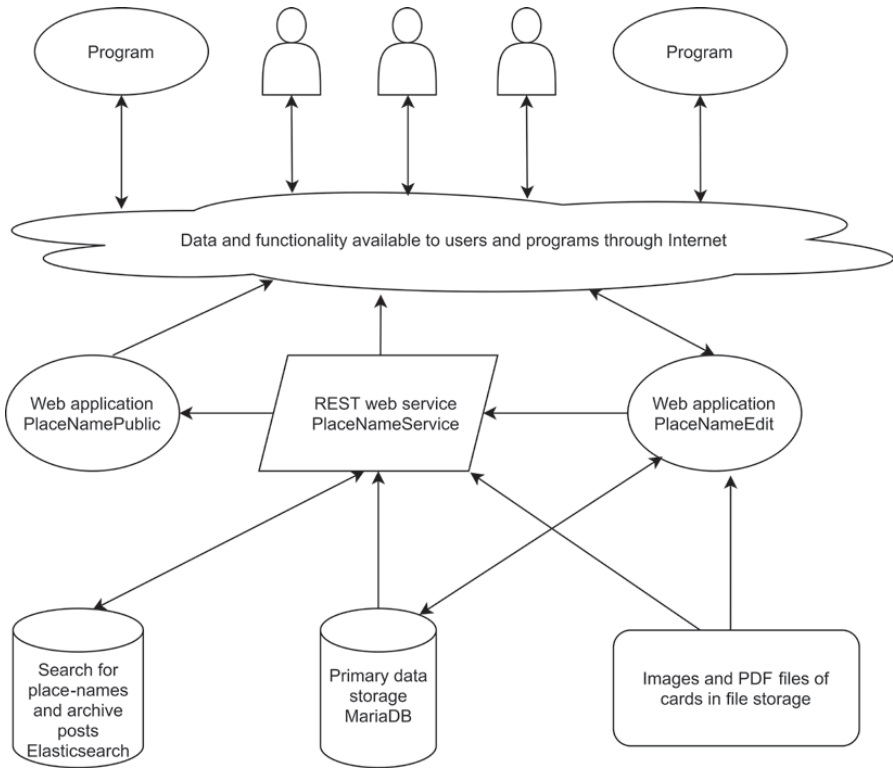 Program
Program
Data and functionality available to users and programs through Internet
Web application
PlaceNamePublic
REST web service
PlaceNameService
Web application
PlaceNameEdit
Search for
place-names
and archive
posts
Elasticsearch
Primary data
storage
MariaDB
Images and PDF files of
cards in file storage